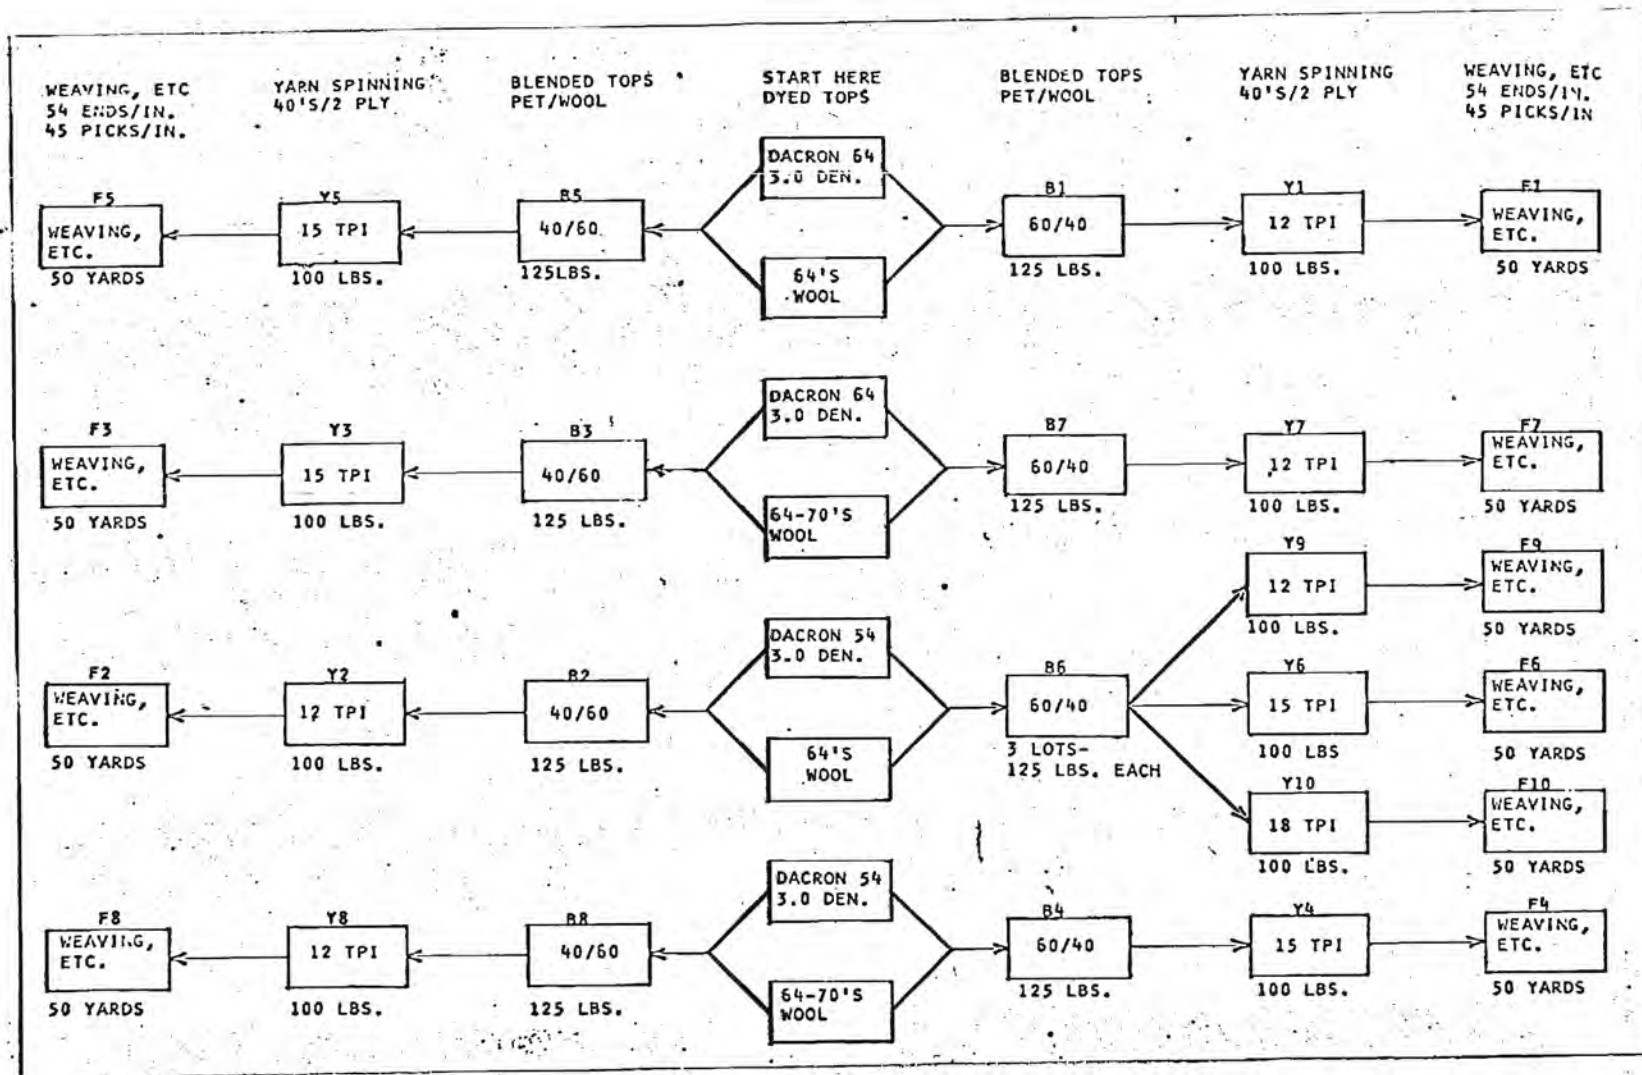 WEAVING, ETC
54 ENDS/IN.
45 PICKS/IN.
YARN SPINNING
40'S/2 PLY
BLENDED TOPS
PET/WOOL
START HERE
DYED TOPS
BLENDED TOPS
PET/WOOL
YARN SPINNING
40'S/2 PLY
WEAVING, ETC
54 ENDS/IN.
45 PICKS/IN
F5
WEAVING,
ETC.
50 YARDS
Y5
15 TPI
100 LBS.
B5
40/60
125LBS.
DACRON 64
3.0 DEN.
64'S
WOOL
B1
60/40
125 LBS.
Y1
12 TPI
100 LBS.
F1
WEAVING,
ETC.
50 YARDS
F3
WEAVING,
ETC.
50 YARDS
Y3
15 TPI
100 LBS.
B3
40/60
125 LBS.
DACRON 64
3.0 DEN.
64-70'S
WOOL
B7
60/40
125 LBS.
Y7
12 TPI
100 LBS.
F7
WEAVING,
ETC.
50 YARDS
Y9
12 TPI
100 LBS.
F9
WEAVING,
ETC.
50 YARDS
F2
WEAVING,
ETC.
50 YARDS
Y2
12 TPI
100 LBS.
B2
40/60
125 LBS.
DACRON 54
3.0 DEN.
64'S
WOOL
B6
60/40
3 LOTS-
125 LBS. EACH
Y6
15 TPI
100 LBS
F6
WEAVING,
ETC.
50 YARDS
Y10
18 TPI
100 LBS.
F10
WEAVING,
ETC.
50 YARDS
F8
WEAVING,
ETC.
50 YARDS
Y8
12 TPI
100 LBS.
B8
40/60
125 LBS.
DACRON 54
3.0 DEN.
64-70'S
WOOL
B4
60/40
125 LBS.
Y4
15 TPI
100 LBS.
F4
WEAVING,
ETC.
50 YARDS